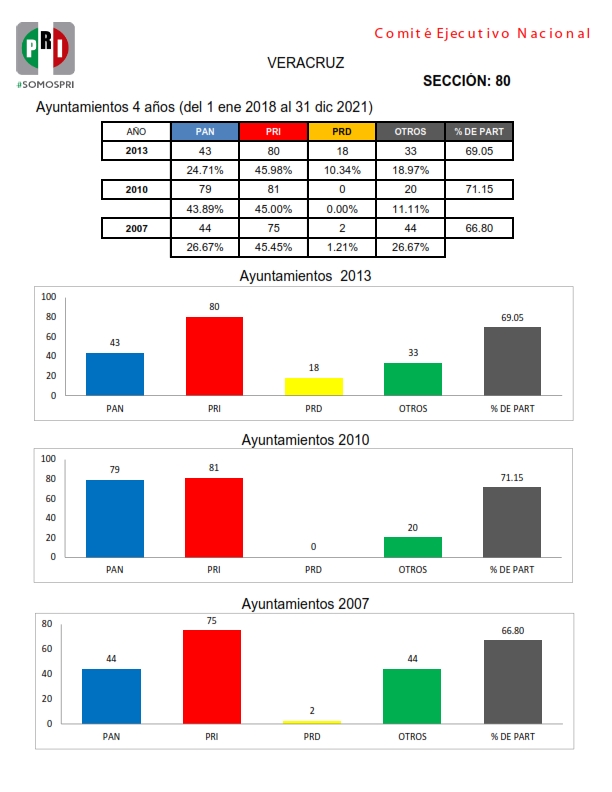 Comité Ejecutivo Nacional
PRI
#SOMOSPRI
VERACRUZ
SECCIÓN: 80
Ayuntamientos 4 años (del 1 ene 2018 al 31 dic 2021)
AÑO PAN PRI PRD OTROS % DE PART
2013 43 80 18 33 69.05
24.71% 45.98% 10.34% 18.97%
2010 79 81 0 20 71.15
43.89% 45.00% 0.00% 11.11%
2007 44 75 2 44 66.80
26.67% 45.45% 1.21% 26.67%
Ayuntamientos 2013
100
80
60
40
20
0
43
80
18
33
69.05
PAN PRI PRD OTROS % DE PART
Ayuntamientos 2010
100
80
60
40
20
0
79
81
0
20
71.15
PAN PRI PRD OTROS % DE PART
Ayuntamientos 2007
80
60
40
20
0
44
75
2
44
66.80
PAN PRI PRD OTROS % DE PART